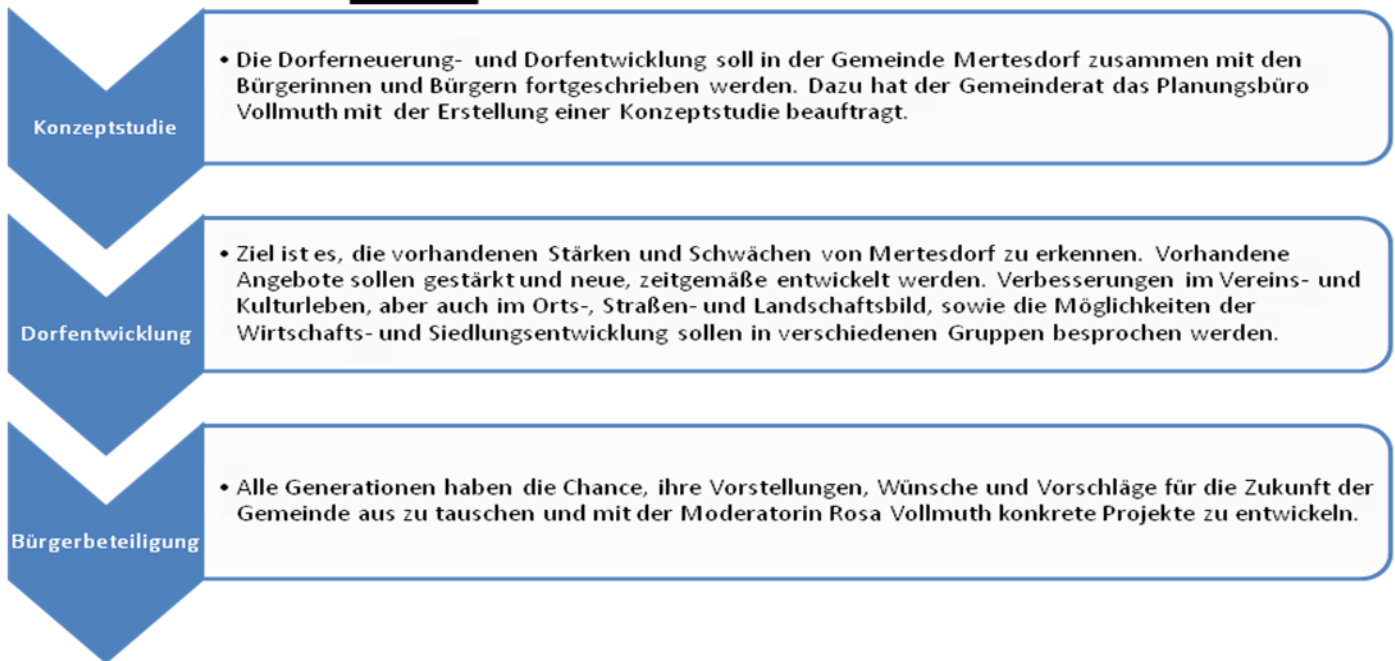 Konzeptstudie
• Die Dorferneuerung- und Dorfentwicklung soll in der Gemeinde Mertesdorf zusammen mit den
Bürgerinnen und Bürgern fortgeschrieben werden. Dazu hat der Gemeinderat das Planungsbüro
Vollmuth mit der Erstellung einer Konzeptstudie beauftragt.
Dorfentwicklung
• Ziel ist es, die vorhandenen Stärken und Schwächen von Mertesdorf zu erkennen. Vorhandene
Angebote sollen gestärkt und neue, zeitgemäße entwickelt werden. Verbesserungen im Vereins- und
Kulturleben, aber auch im Orts-, Straßen- und Landschaftsbild, sowie die Möglichkeiten der
Wirtschafts- und Siedlungsentwicklung sollen in verschiedenen Gruppen besprochen werden.
Bürgerbeteiligung
• Alle Generationen haben die Chance, ihre Vorstellungen, Wünsche und Vorschläge für die Zukunft der
Gemeinde aus zu tauschen und mit der Moderatorin Rosa Vollmuth konkrete Projekte zu entwickeln.